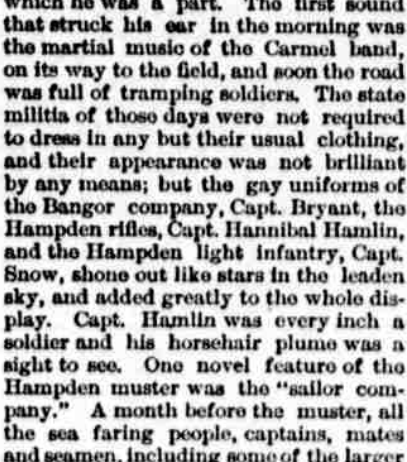 which he was a part. The first sound
that struck his ear in the morning was
the martial music of the Carmel band,
on its way to the field, and soon the road
was full of tramping soldiers. The state
militia of those days were not required
to dress in any but their usual clothing,
and their appearance was not brilliant
by any means; but the gay uniforms of
the Bangor company, Capt. Bryant, the
Hampden rifles, Capt. Hannibal Hamlin,
and the Hampden light infantry, Capt.
Snow, shone out like stars in the leaden
sky, and added greatly to the whole dis-
play. Capt. Hamlin was every inch a
soldier and his horsehair plume was a
sight to see. One novel feature of the
Hampden muster was the "sailor com-
pany." A month before the muster, all
the sea faring people, captains, mates
and seamen, including some of the larger